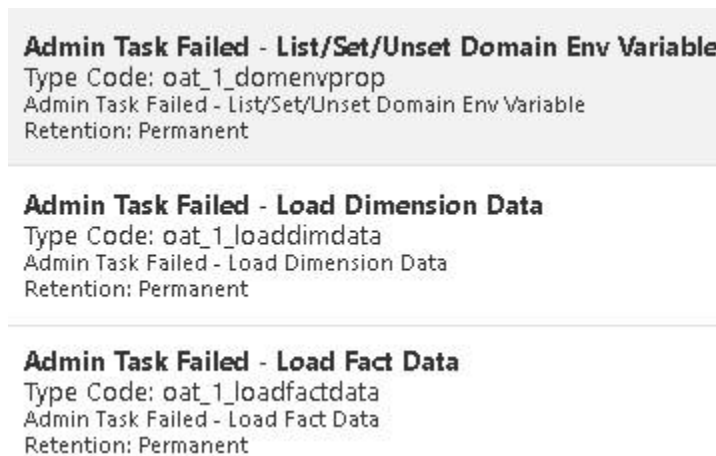 Admin Task Failed - List/Set/Unset Domain Env Variable
Type Code: oat_1_domenvprop
Admin Task Failed - List/Set/Unset Domain Env Variable
Retention: Permanent
Admin Task Failed - Load Dimension Data
Type Code: oat_1_loaddimdata
Admin Task Failed - Load Dimension Data
Retention: Permanent
Admin Task Failed - Load Fact Data
Type Code: oat_1_loadfactdata
Admin Task Failed - Load Fact Data
Retention: Permanent